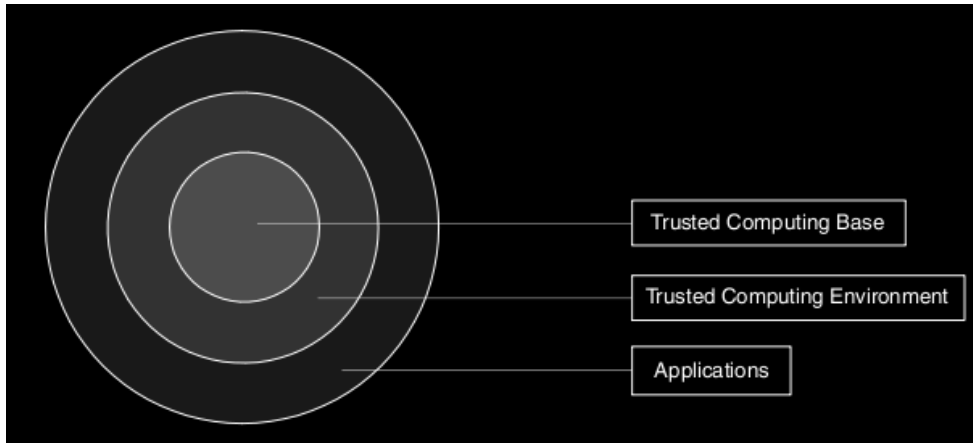 Trusted Computing Base
Trusted Computing Environment
Applications